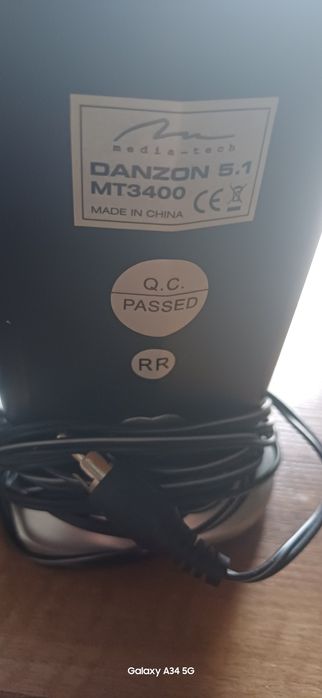 media-tech
DANZON 5.1
MT3400
MADE IN CHINA
CE
Q.C.
PASSED
RR
Galaxy A34 5G